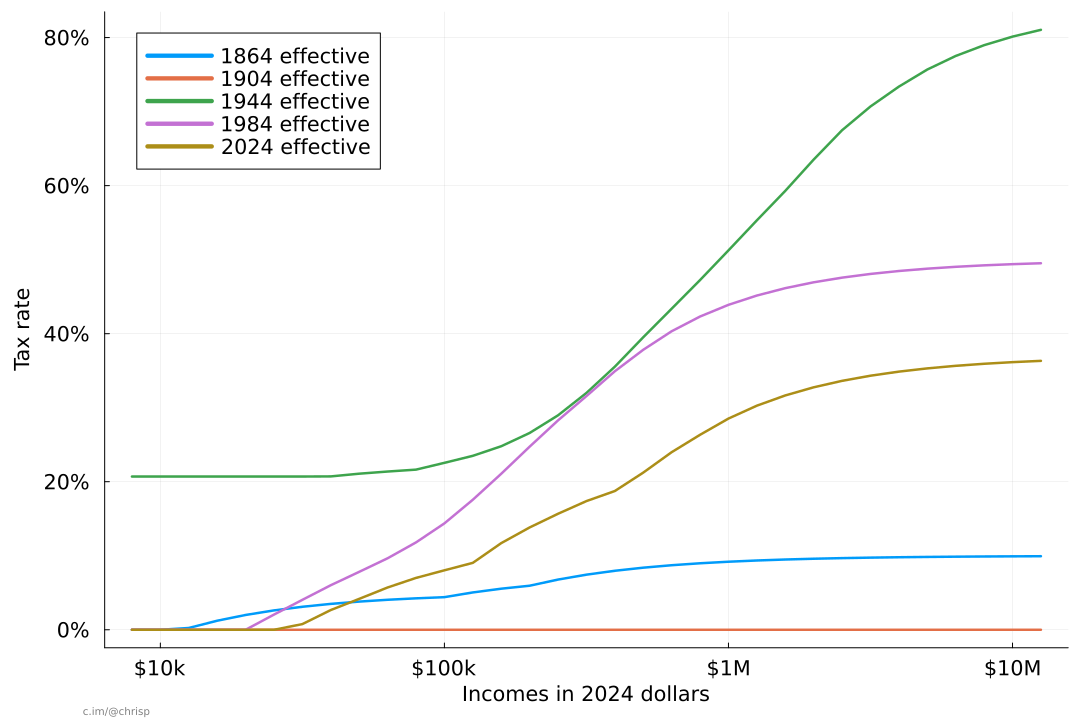 80%
60%
40%
20%
0%
Tax rate
1864 effective
1904 effective
1944 effective
1984 effective
2024 effective
$10k
$100k
$1M
$10M
Incomes in 2024 dollars
c.im/@chrisp